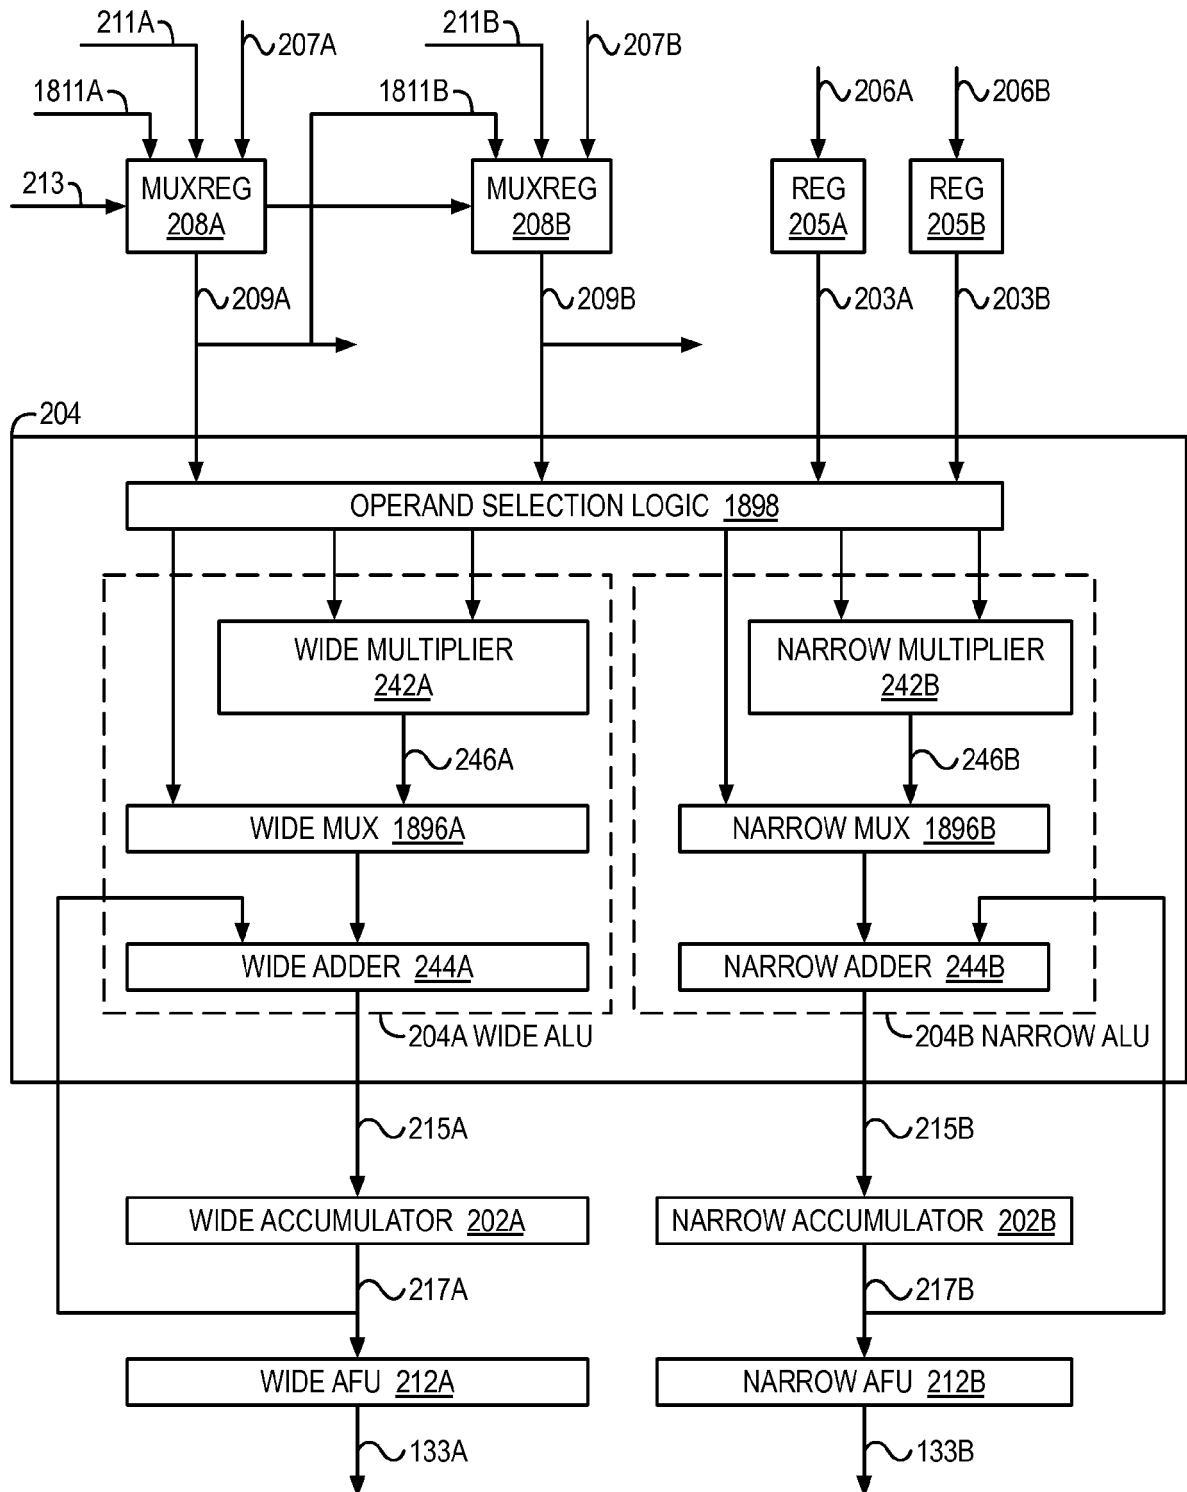 211A
207A
211B
207B
1811A
1811B
206A
206B
213
MUXREG
208A
MUXREG
208B
REG
205A
REG
205B
209A
209B
203A
203B
204
OPERAND SELECTION LOGIC 1898
WIDE MULTIPLIER
242A
NARROW MULTIPLIER
242B
246A
246B
WIDE MUX 1896A
NARROW MUX 1896B
WIDE ADDER 244A
NARROW ADDER 244B
204A WIDE ALU
204B NARROW ALU
215A
215B
WIDE ACCUMULATOR 202A
NARROW ACCUMULATOR 202B
217A
217B
WIDE AFU 212A
NARROW AFU 212B
133A
133B